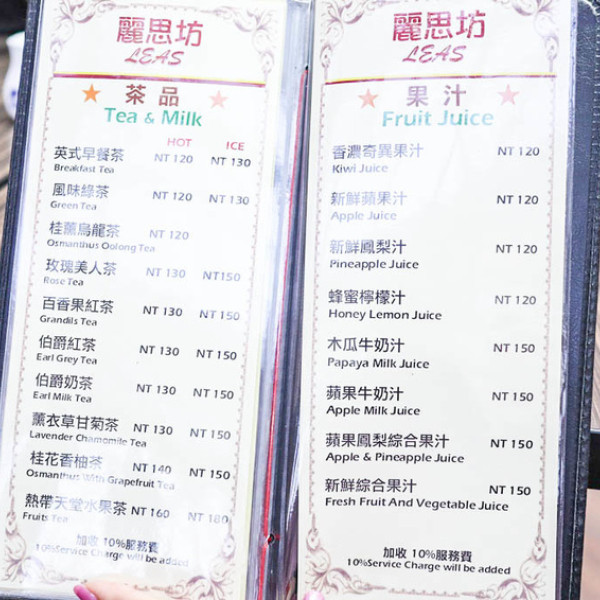 麗思坊
LEAS
茶品
Tea & Milk
HOT ICE
英式早餐茶 NT 120 NT 130
Breakfast Tea
風味綠茶 NT 120 NT 130
Green Tea
桂薰烏龍茶 NT 120
Osmanthus Oolong Tea
玫瑰美人茶 NT 130 NT150
Rose Tea
百香果紅茶 NT 130 NT 150
Grandils Tea
伯爵紅茶 NT 130 NT 150
Earl Grey Tea
伯爵奶茶 NT 130 NT 150
Earl Milk Tea
薰衣草甘菊茶 NT 130 NT 150
Lavender Chamomile Tea
桂花香柚茶 NT 140 NT 150
Osmanthus With Grapefruit Tea
熱帶天堂水果茶 NT 160 NT 180
Fruits Tea
加收 10%服務費
10%Service Charge will be added
麗思坊
LEAS
果汁
Fruit Juice
香濃奇異果汁 NT 120
Kiwi Juice
新鮮蘋果汁 NT 120
Apple Juice
新鮮鳳梨汁 NT 120
Pineapple Juice
蜂蜜檸檬汁 NT 120
Honey Lemon Juice
木瓜牛奶汁 NT 150
Papaya Milk Juice
蘋果牛奶汁 NT 150
Apple Milk Juice
蘋果鳳梨綜合果汁 NT 150
Apple & Pineapple Juice
新鮮綜合果汁 NT 150
Fresh Fruit And Vegetable Juice
加收 10%服務費
10%Service Charge will be added